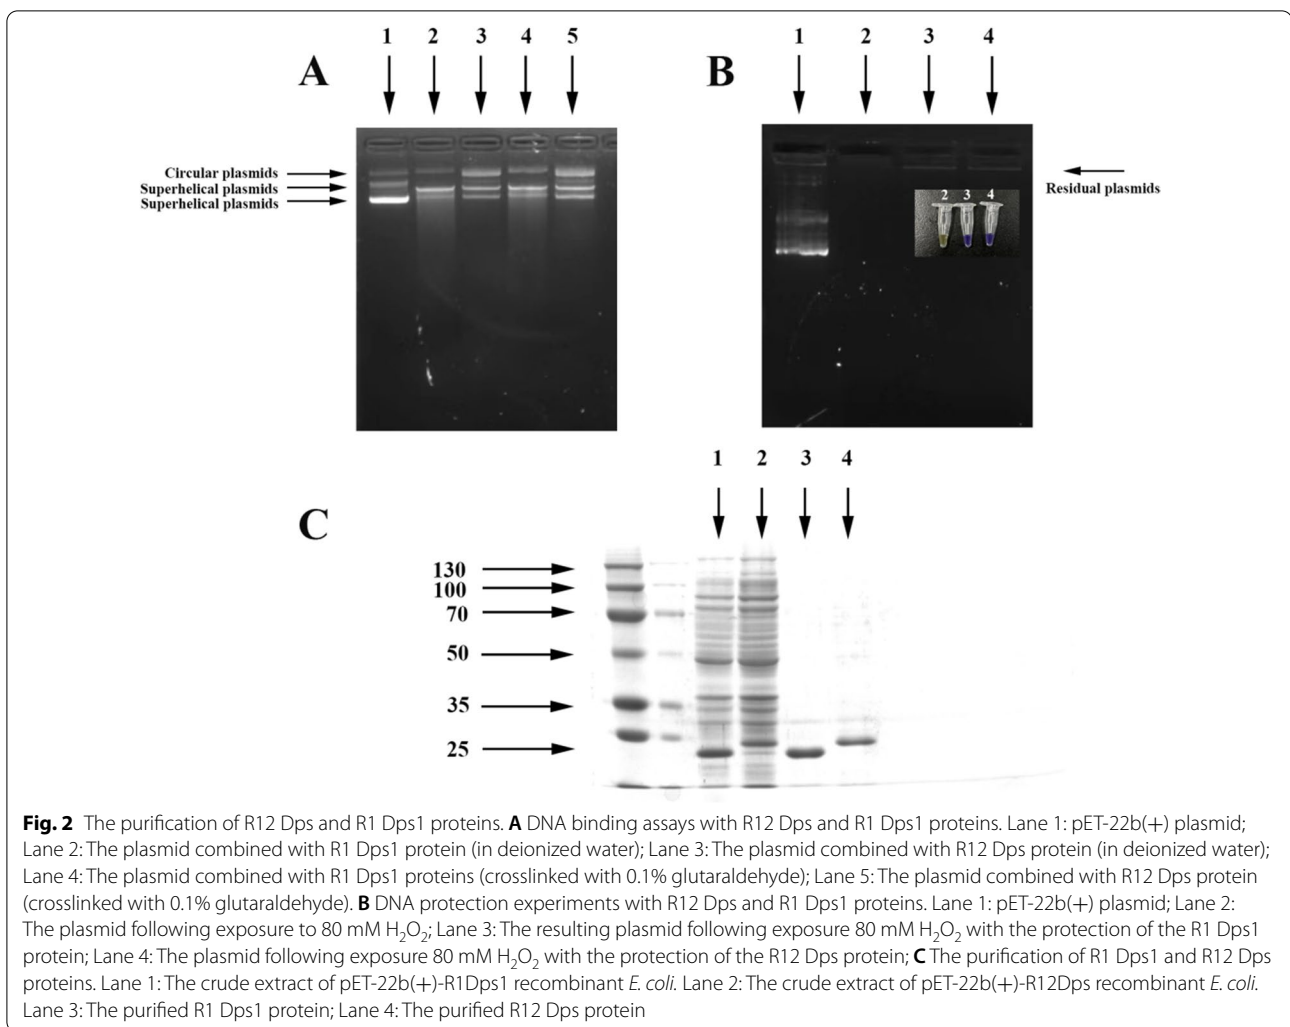 1 2 3 4 5
A
Circular plasmids
Superhelical plasmids
Superhelical plasmids
1 2 3 4
B
2 3 4
Residual plasmids
1 2 3 4
C
130
100
70
50
35
25
Fig. 2 The purification of R12 Dps and R1 Dps1 proteins. A DNA binding assays with R12 Dps and R1 Dps1 proteins. Lane 1: pET-22b(+) plasmid;
Lane 2: The plasmid combined with R1 Dps1 protein (in deionized water); Lane 3: The plasmid combined with R12 Dps protein (in deionized water);
Lane 4: The plasmid combined with R1 Dps1 proteins (crosslinked with 0.1% glutaraldehyde); Lane 5: The plasmid combined with R12 Dps protein
(crosslinked with 0.1% glutaraldehyde). B DNA protection experiments with R12 Dps and R1 Dps1 proteins. Lane 1: pET-22b(+) plasmid; Lane 2:
The plasmid following exposure to 80 mM H₂O₂; Lane 3: The resulting plasmid following exposure 80 mM H₂O₂ with the protection of the R1 Dps1
protein; Lane 4: The plasmid following exposure 80 mM H₂O₂ with the protection of the R12 Dps protein; C The purification of R1 Dps1 and R12 Dps
proteins. Lane 1: The crude extract of pET-22b(+)-R1Dps1 recombinant E. coli. Lane 2: The crude extract of pET-22b(+)-R12Dps recombinant E. coli.
Lane 3: The purified R1 Dps1 protein; Lane 4: The purified R12 Dps protein